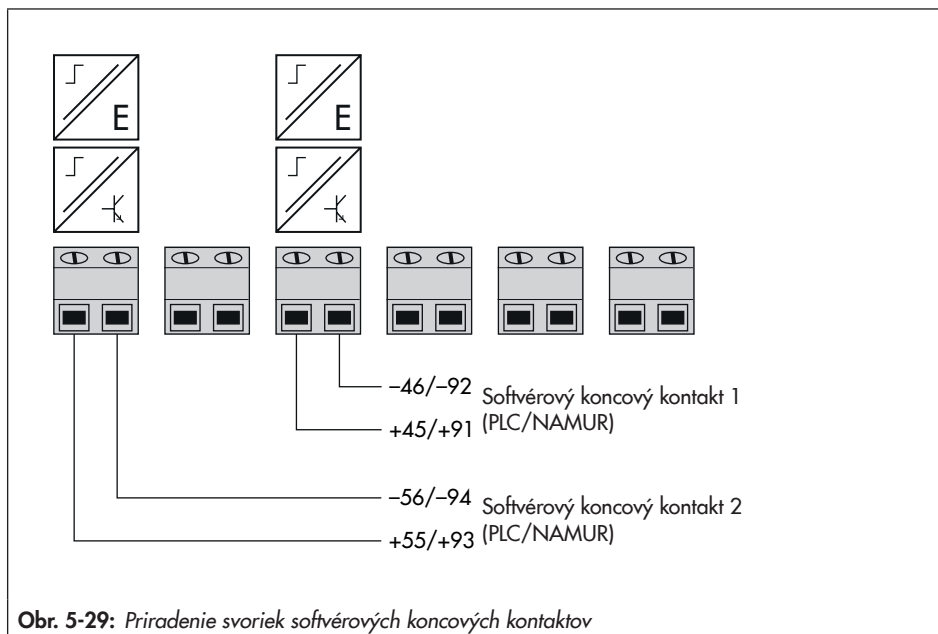 E E
–46/–92 Softvérový koncový kontakt 1
+45/+91 (PLC/NAMUR)
–56/–94 Softvérový koncový kontakt 2
+55/+93 (PLC/NAMUR)
Obr. 5-29: Priradenie svoriek softvérových koncových kontaktov